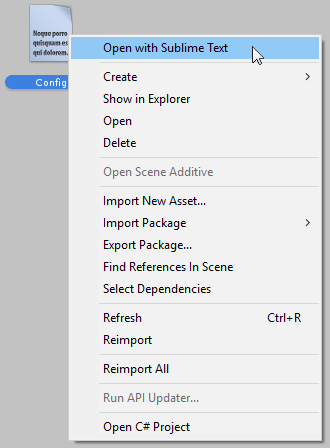 Neque porro
quisquam es
qui dolorem.
Config
Open with Sublime Text
Create
Show in Explorer
Open
Delete
Open Scene Additive
Import New Asset...
Import Package
Export Package...
Find References In Scene
Select Dependencies
Refresh Ctrl+R
Reimport
Reimport All
Run API Updater...
Open C# Project